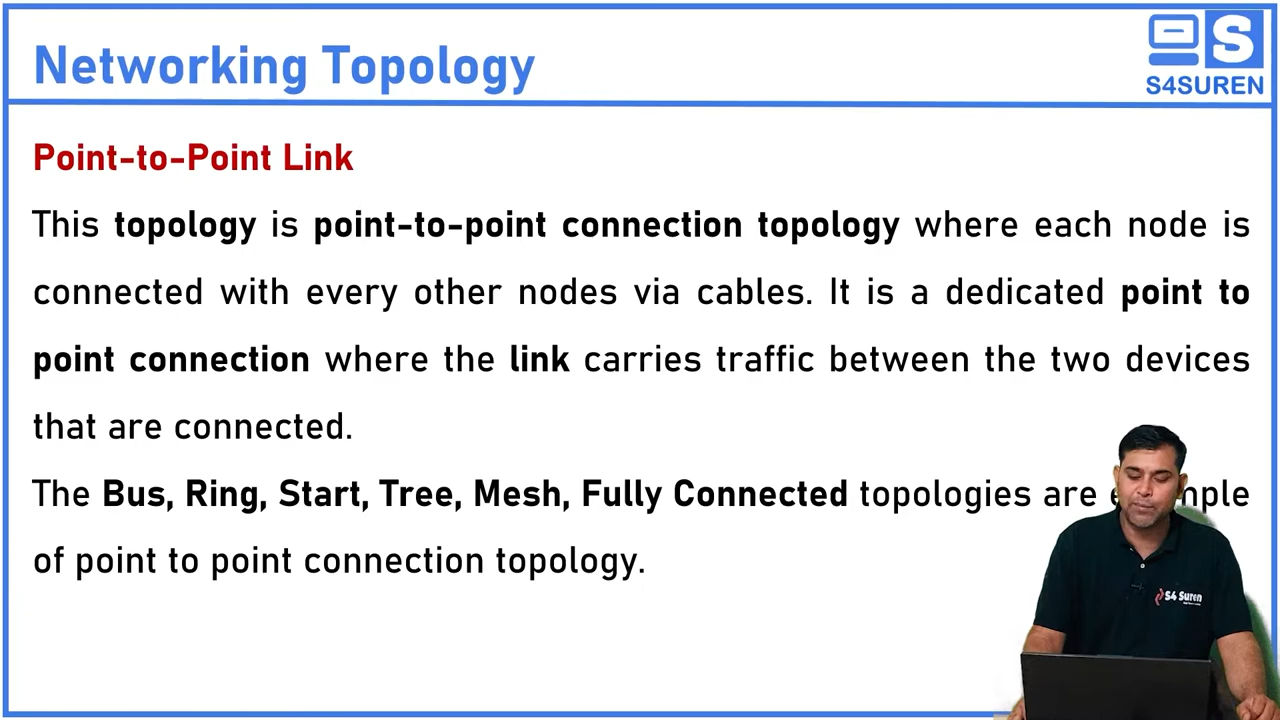 Networking Topology
S
S4SUREN
Point-to-Point Link
This topology is point-to-point connection topology where each node is
connected with every other nodes via cables. It is a dedicated point to
point connection where the link carries traffic between the two devices
that are connected.
The Bus, Ring, Start, Tree, Mesh, Fully Connected topologies are
of point to point connection topology.
S4 Suren